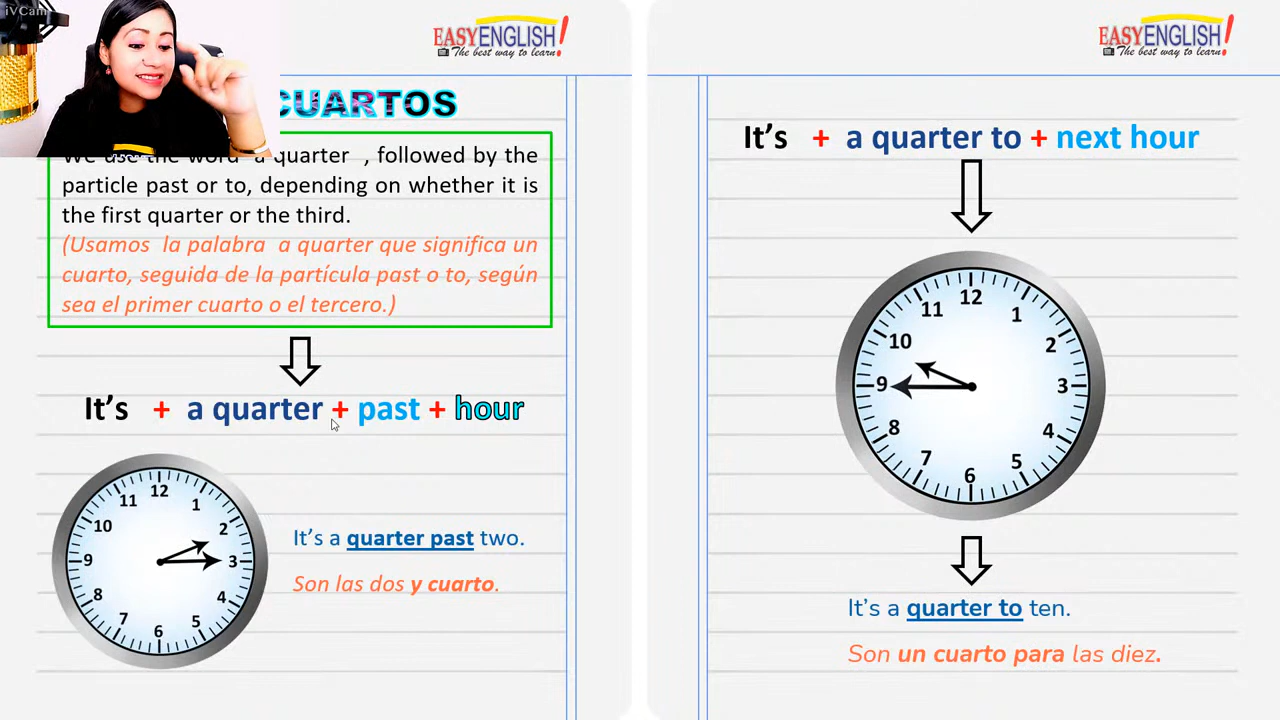 iVCam
EASYENGLISH!
The best way to learn!
CUARTOS
We use the word a quarter , followed by the
particle past or to, depending on whether it is
the first quarter or the third.
(Usamos la palabra a quarter que significa un
cuarto, seguida de la partícula past o to, según
sea el primer cuarto o el tercero.)
It's + a quarter + past + hour
12
1
2
3
4
5
6
7
8
9
10
11
It's a quarter past two.
Son las dos y cuarto.
EASYENGLISH!
The best way to learn!
It's + a quarter to + next hour
12
1
2
3
4
5
6
7
8
9
10
11
It's a quarter to ten.
Son un cuarto para las diez.